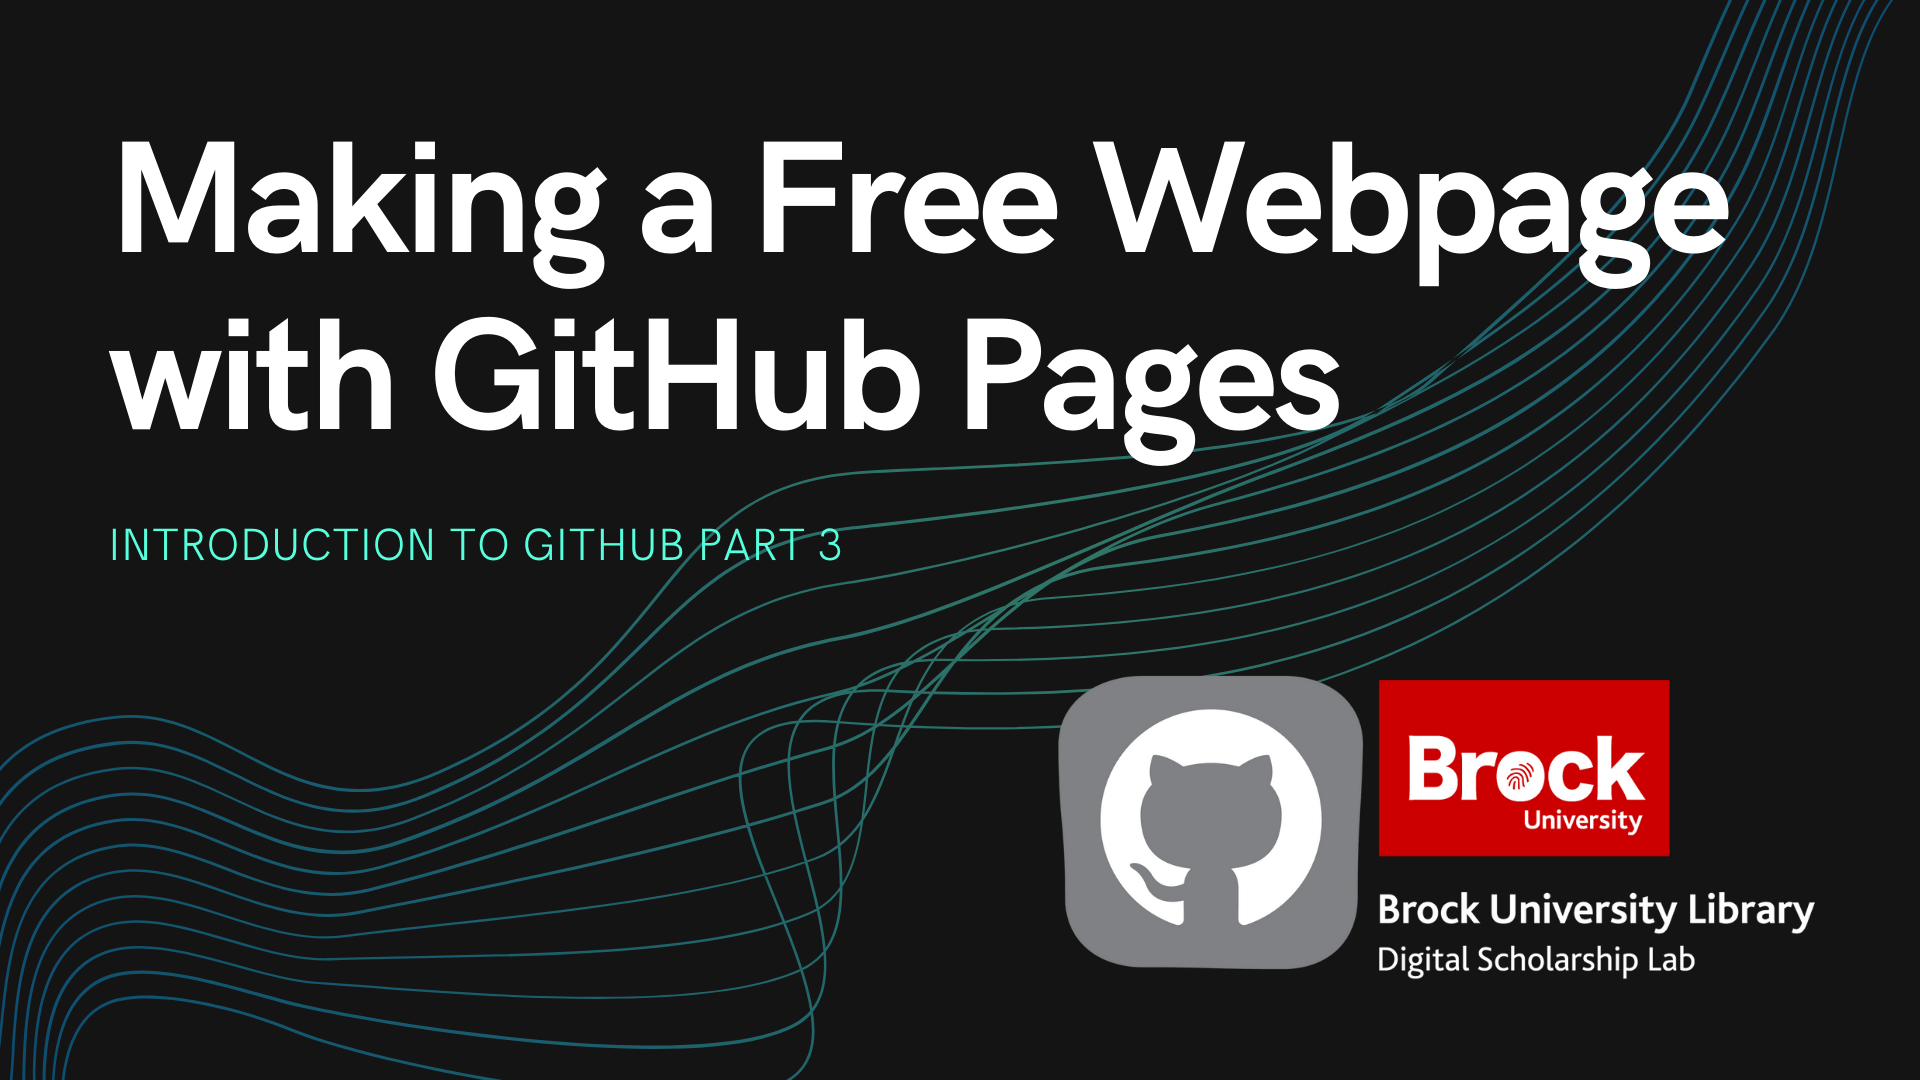 Making a Free Webpage
with GitHub Pages
INTRODUCTION TO GITHUB PART 3
Brock
University
Brock University Library
Digital Scholarship Lab